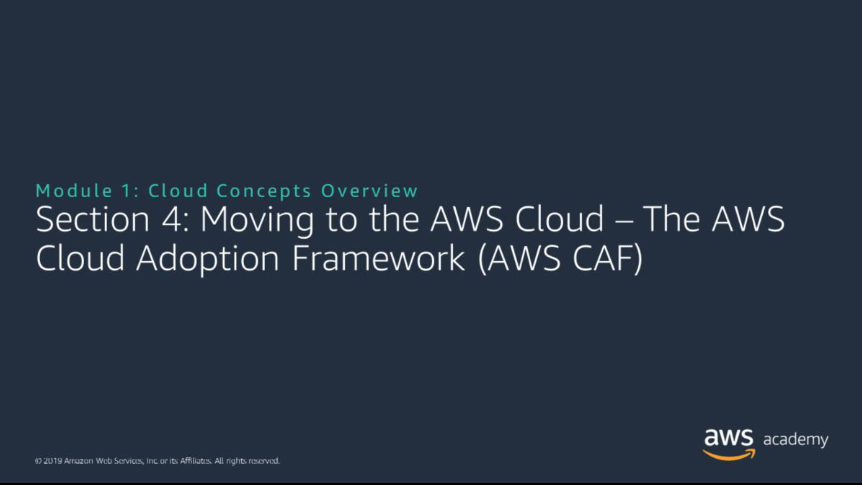 Module 1: Cloud Concepts Overview
Section 4: Moving to the AWS Cloud – The AWS
Cloud Adoption Framework (AWS CAF)
aws academy
© 2019 Amazon Web Services, Inc. or its Affiliates. All rights reserved.